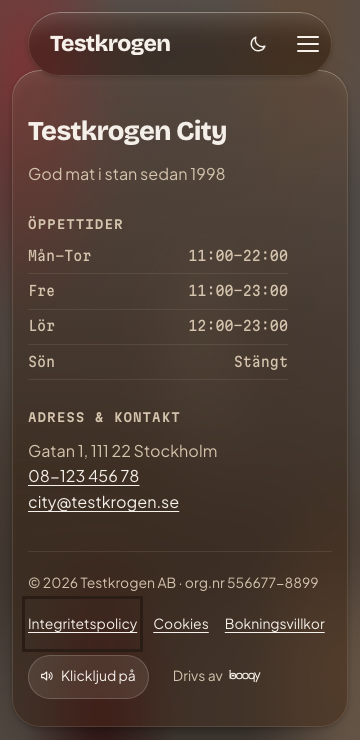 Testkrogen
Testkrogen City
God mat i stan sedan 1998
ÖPPETTIDER
Mån–Tor 11:00–22:00
Fre 11:00–23:00
Lör 12:00–23:00
Sön Stängt
ADRESS & KONTAKT
Gatan 1, 111 22 Stockholm
08-123 456 78
city@testkrogen.se
© 2026 Testkrogen AB · org.nr 556677-8899
Integritetspolicy Cookies Bokningsvillkor
Klickljud på Drivs av booqy